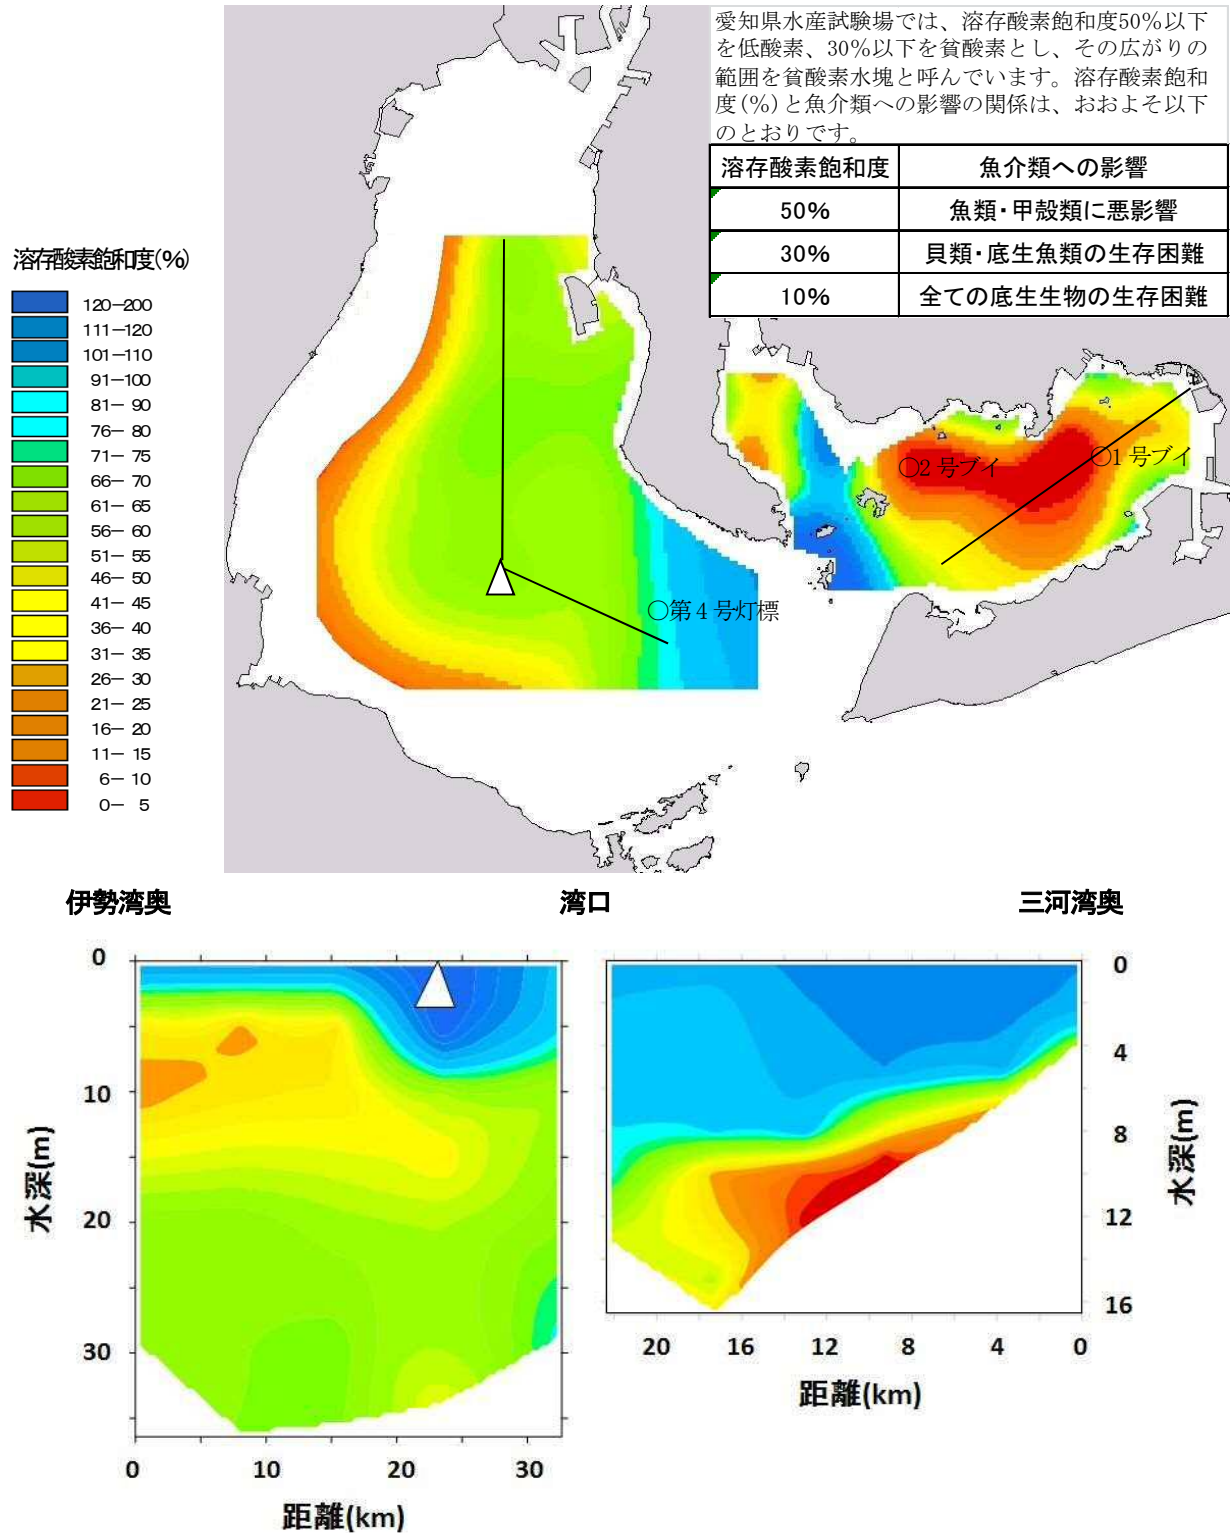 愛知県水産試験場では、溶存酸素飽和度50%以下
を低酸素、30%以下を貧酸素とし、その広がりの
範囲を貧酸素水塊と呼んでいます。溶存酸素飽和
度(%)と魚介類への影響の関係は、おおよそ以下
のとおりです。
溶存酸素飽和度 魚介類への影響
50% 魚類・甲殻類に悪影響
30% 貝類・底生魚類の生存困難
10% 全ての底生生物の生存困難
溶存酸素飽和度(%)
120-200
111-120
101-110
91-100
81-90
76-80
71-75
66-70
61-65
56-60
51-55
46-50
41-45
36-40
31-35
26-30
21-25
16-20
11-15
6-10
0-5
○2号ブイ
○1号ブイ
○第4号灯標
伊勢湾奥 湾口 三河湾奥
0
10
20
30
水深(m)
0 10 20 30
距離(km)
0
4
8
12
16
水深(m)
20 16 12 8 4 0
距離(km)